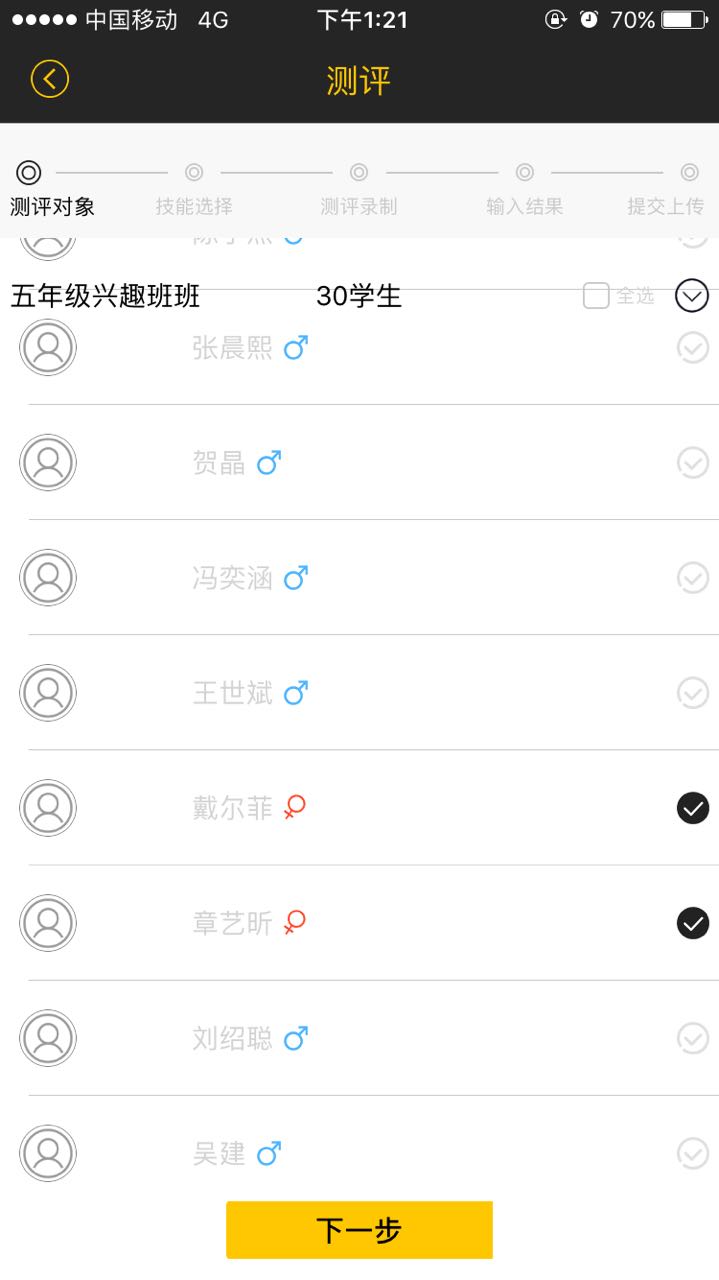 中国移动 4G 下午1:21 70%
测评
测评对象 技能选择 测评录制 输入结果 提交上传
五年级兴趣班班 30学生 全选
张晨熙
贺晶
冯奕涵
王世斌
戴尔菲
章艺昕
刘绍聪
吴建
下一步